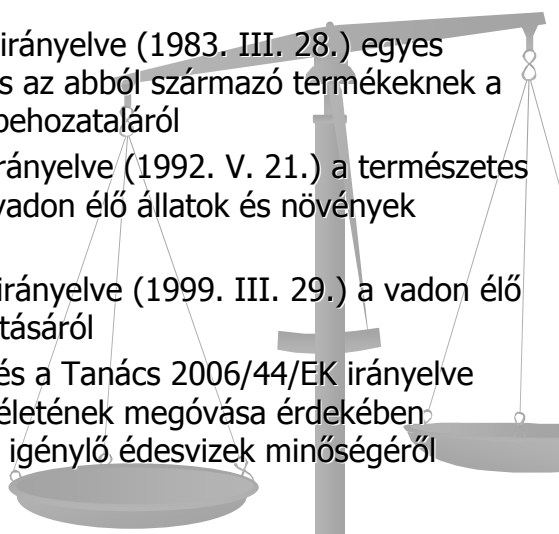 irányelve (1983. III. 28.) egyes
s az abból származó termékeknek a
behozataláról
rányelve (1992. V. 21.) a természetes
vadon élő állatok és növények
irányelve (1999. III. 29.) a vadon élő
tásáról
és a Tanács 2006/44/EK irányelve
életének megóvása érdekében
igénylő édesvizek minőségéről